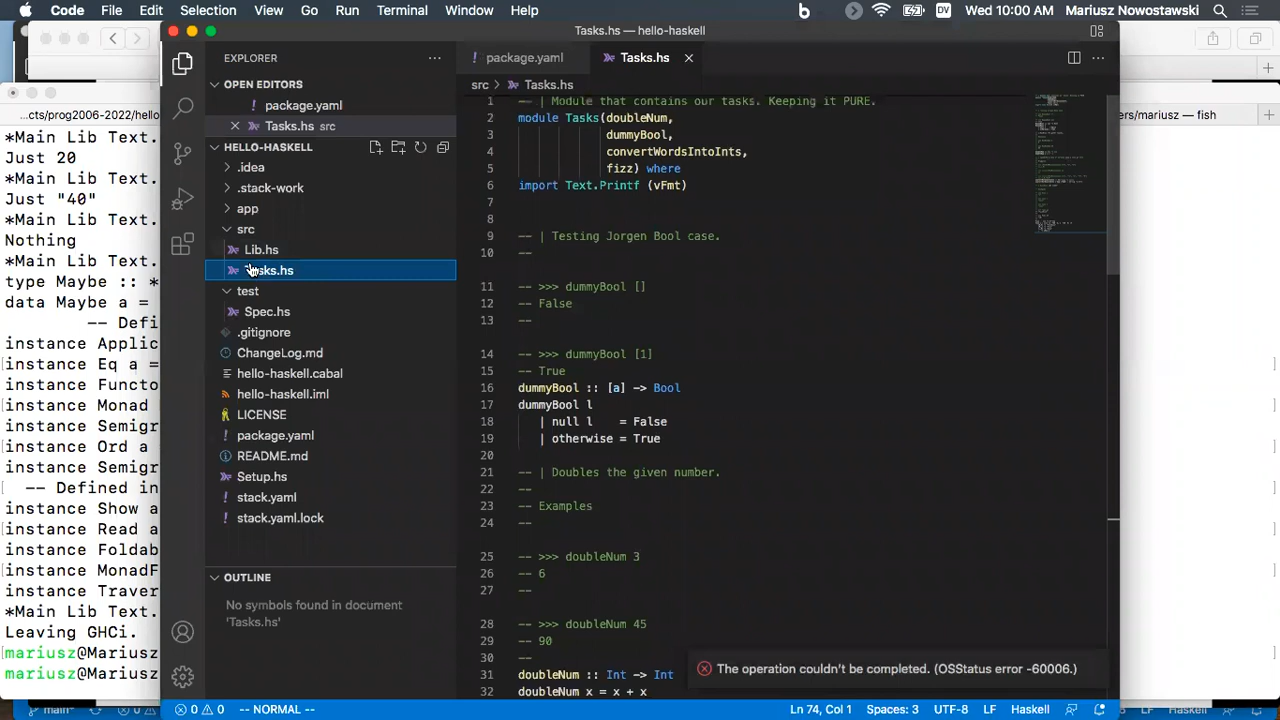 Code File Edit Selection View Go Run Terminal Window Help DV Wed 10:00 AM Mariusz Nowostawski
Tasks.hs — hello-haskell
EXPLORER
package.yaml
Tasks.hs
OPEN EDITORS
package.yaml
Tasks.hs src
HELLO-HASKELL
.idea
.stack-work
app
src
Lib.hs
Tasks.hs
test
Spec.hs
.gitignore
ChangeLog.md
hello-haskell.cabal
hello-haskell.iml
LICENSE
package.yaml
README.md
Setup.hs
stack.yaml
stack.yaml.lock
OUTLINE
No symbols found in document
'Tasks.hs'
src > Tasks.hs
1 -- | Module that contains our tasks. Keeping it PURE.
2 module Tasks(doubleNum,
3 dummyBool,
4 convertWordsIntoInts,
5 fizz) where
6 import Text.Printf (vFmt)
7
8
9 -- | Testing Jorgen Bool case.
10 --
11 -- >>> dummyBool []
12 -- False
13 --
14 -- >>> dummyBool [1]
15 -- True
16 dummyBool :: [a] -> Bool
17 dummyBool l
18 | null l = False
19 | otherwise = True
20
21 -- | Doubles the given number.
22 --
23 -- Examples
24 --
25 -- >>> doubleNum 3
26 -- 6
27 --
28 -- >>> doubleNum 45
29 -- 90
30 --
31 doubleNum :: Int -> Int
32 doubleNum x = x + x
The operation couldn't be completed. (OSStatus error -60006.)
0 0 -- NORMAL -- Ln 74, Col 1 Spaces: 3 UTF-8 LF Haskell
..cts/prog2006-2022/hello
*Main Lib Text.
Just 20
*Main Lib Text.
Just "40"
*Main Lib Text.
Nothing
*Main Lib Text.
type Maybe :: *
data Maybe a =
-- Defi
instance Applic
instance Eq a =
instance Functo
instance Monad
instance Semigr
instance Ord a
instance Semigr
-- Defined in
instance Show a
instance Read a
instance Foldab
instance MonadF
instance Traver
*Main Lib Text.
Leaving GHCi.
mariusz@Mariusz
mariusz@Mariusz
ers/mariusz — fish
main*
LF Haskell